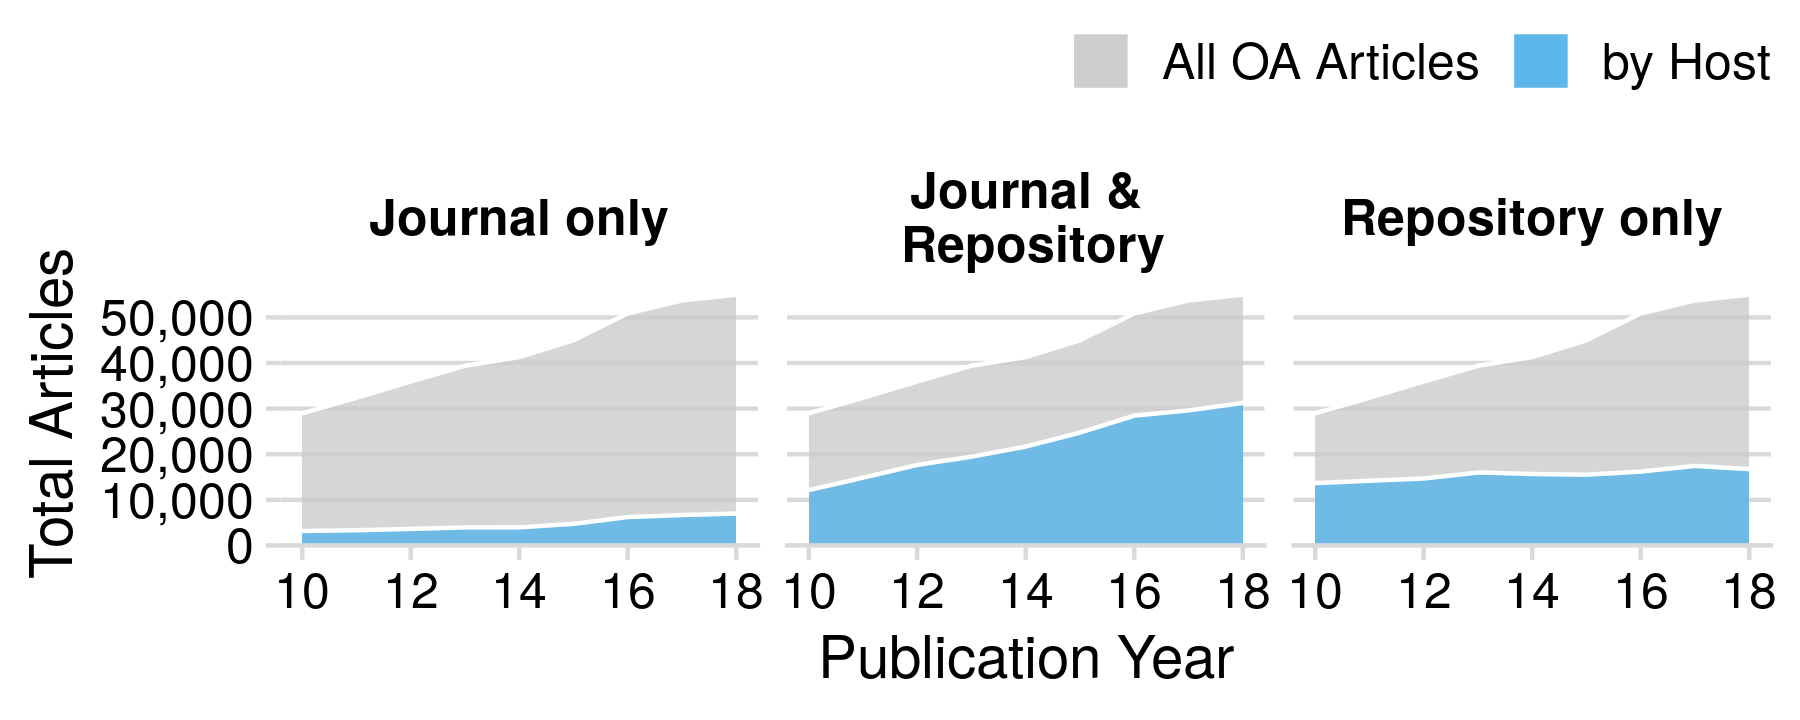 All OA Articles by Host
Journal only
Journal &
Repository
Repository only
Total Articles
50,000
40,000
30,000
20,000
10,000
0
10 12 14 16 18
10 12 14 16 18
10 12 14 16 18
Publication Year